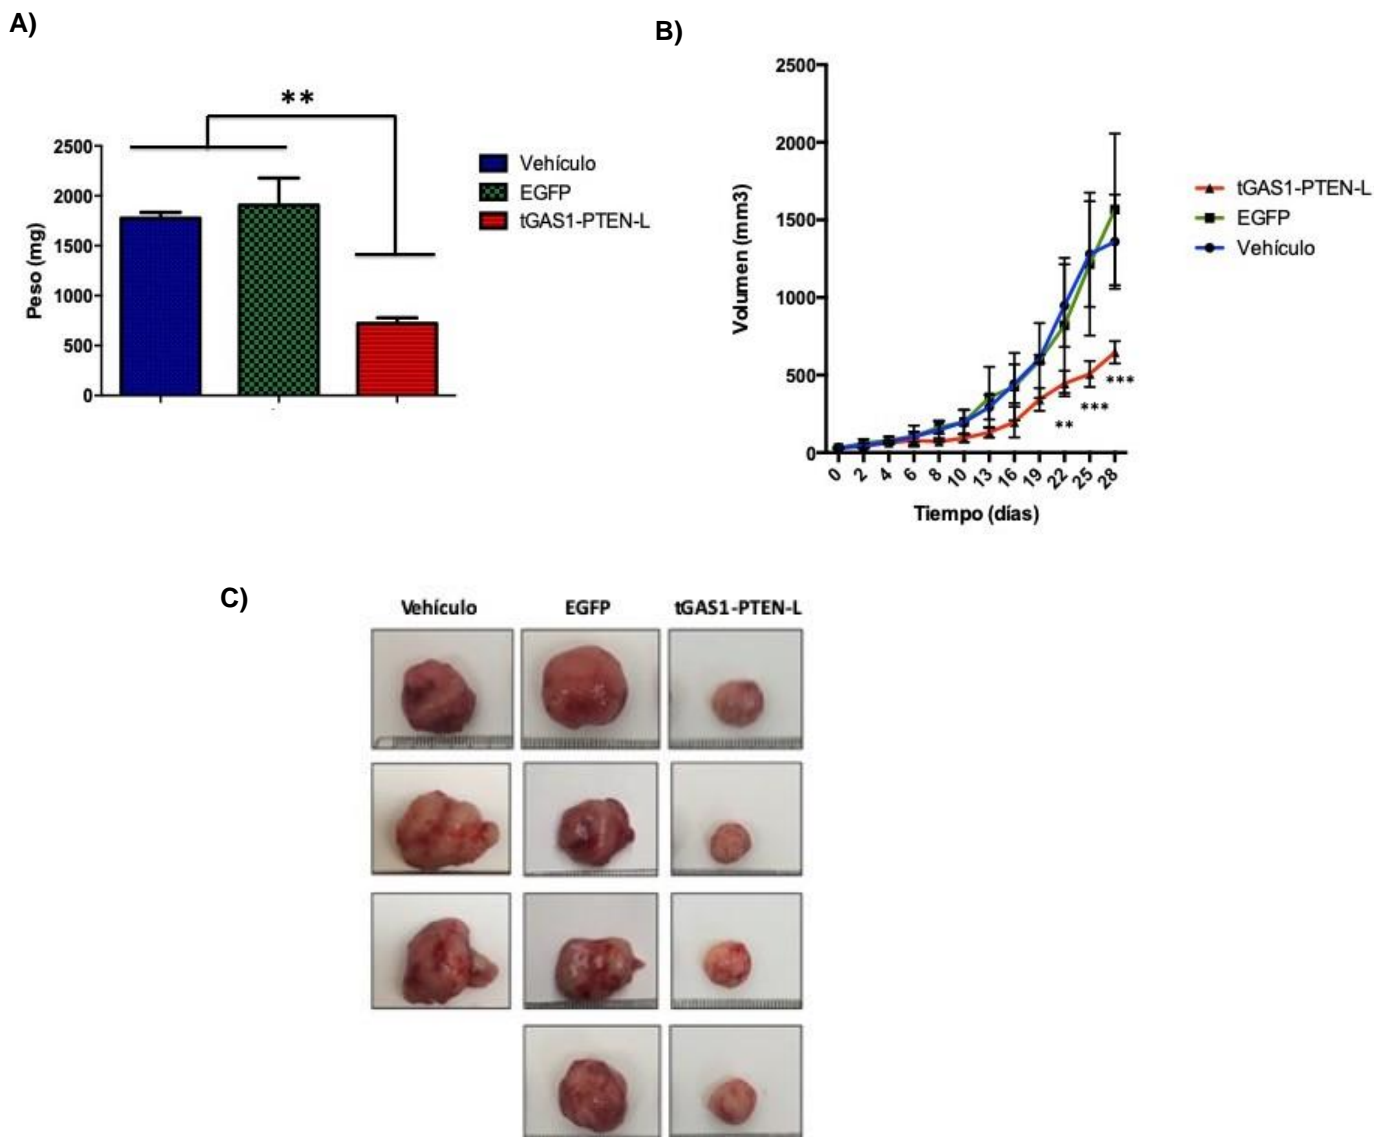 A)
**
2500
2000
1500
1000
500
0
Peso (mg)
Vehículo
EGFP
tGAS1-PTEN-L
B)
2500
2000
1500
1000
500
0
Volumen (mm3)
**
***
***
0 2 4 6 8 10 13 16 19 22 25 28
Tiempo (días)
tGAS1-PTEN-L
EGFP
Vehículo
C)
Vehículo EGFP tGAS1-PTEN-L